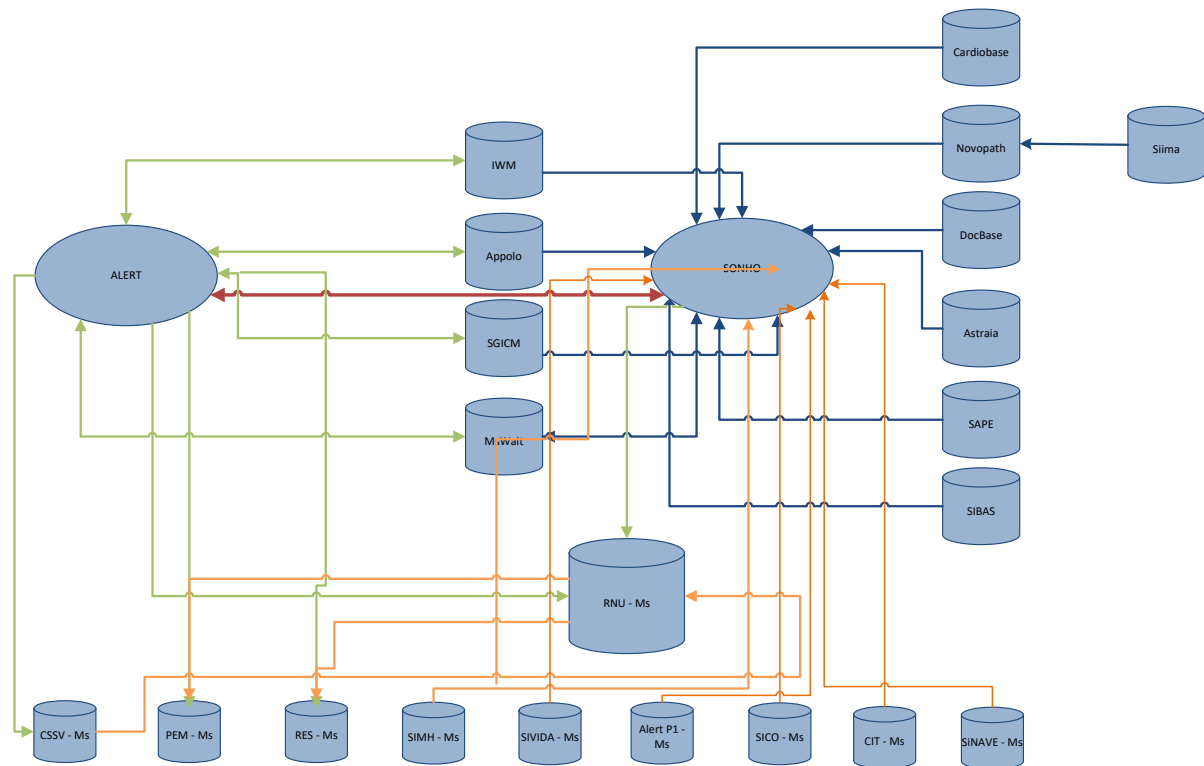 Cardiobase
Novopath
Siima
IWM
DocBase
Appolo
ALERT
SONHO
Astraia
SGICM
SAPE
MsWait
SIBAS
RNU - Ms
CSSV - Ms
PEM - Ms
RES - Ms
SIMH - Ms
SIVIDA - Ms
Alert P1 -
Ms
SICO - Ms
CIT - Ms
SiNAVE - Ms